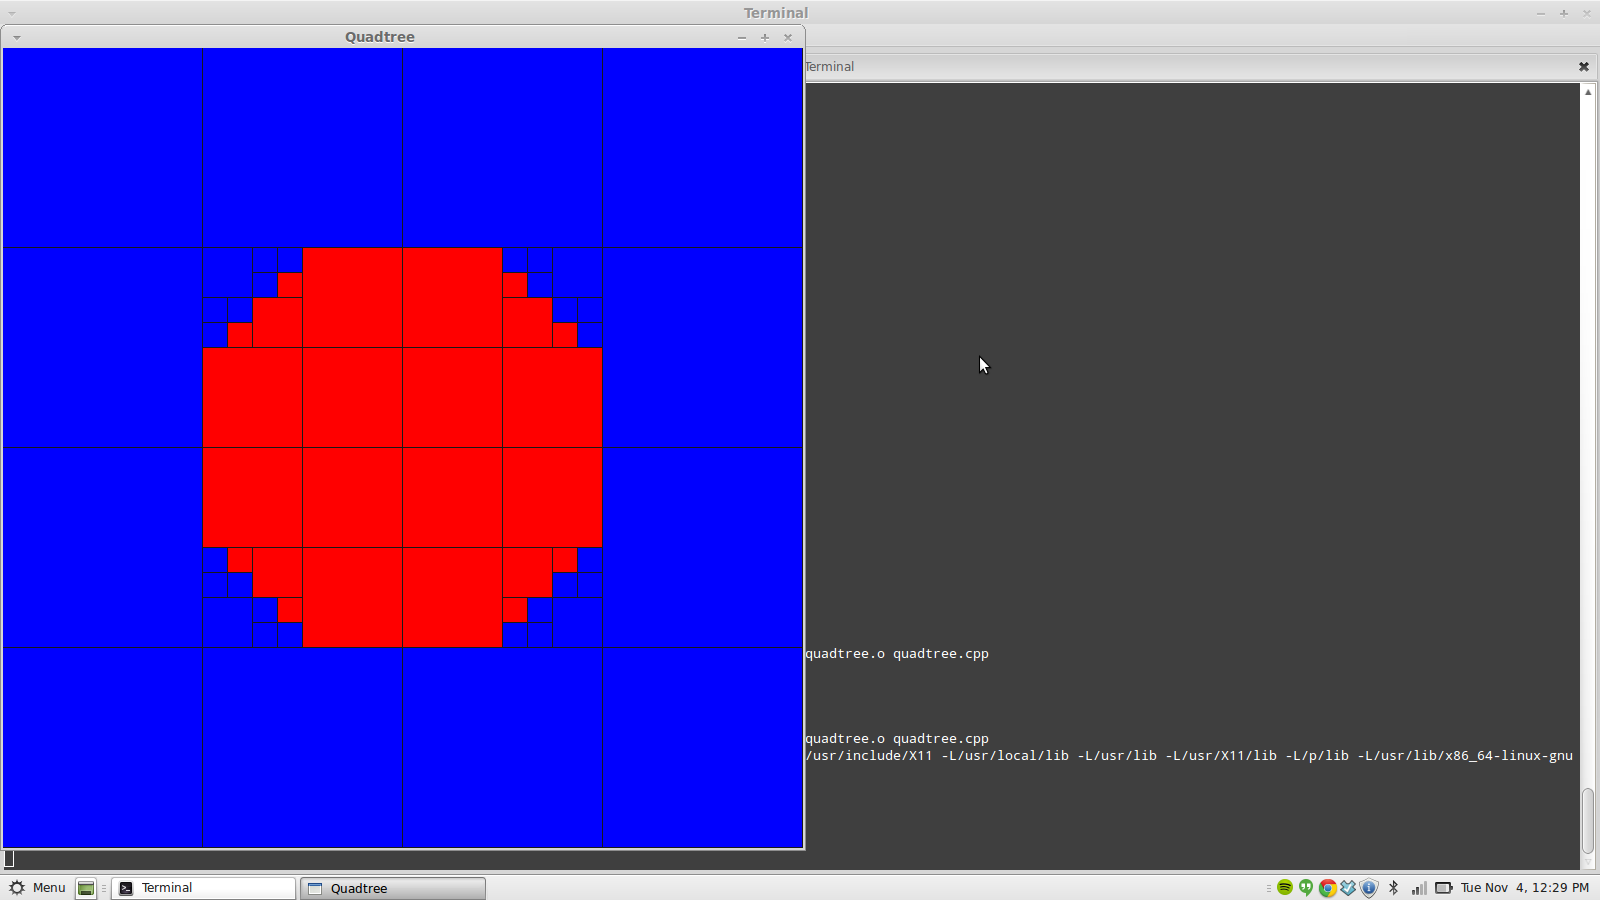 Terminal
Quadtree
Terminal
quadtree.o quadtree.cpp
quadtree.o quadtree.cpp
/usr/include/X11 -L/usr/local/lib -L/usr/lib -L/usr/X11/lib -L/p/lib -L/usr/lib/x86_64-linux-gnu
Menu Terminal Quadtree Tue Nov 4, 12:29 PM